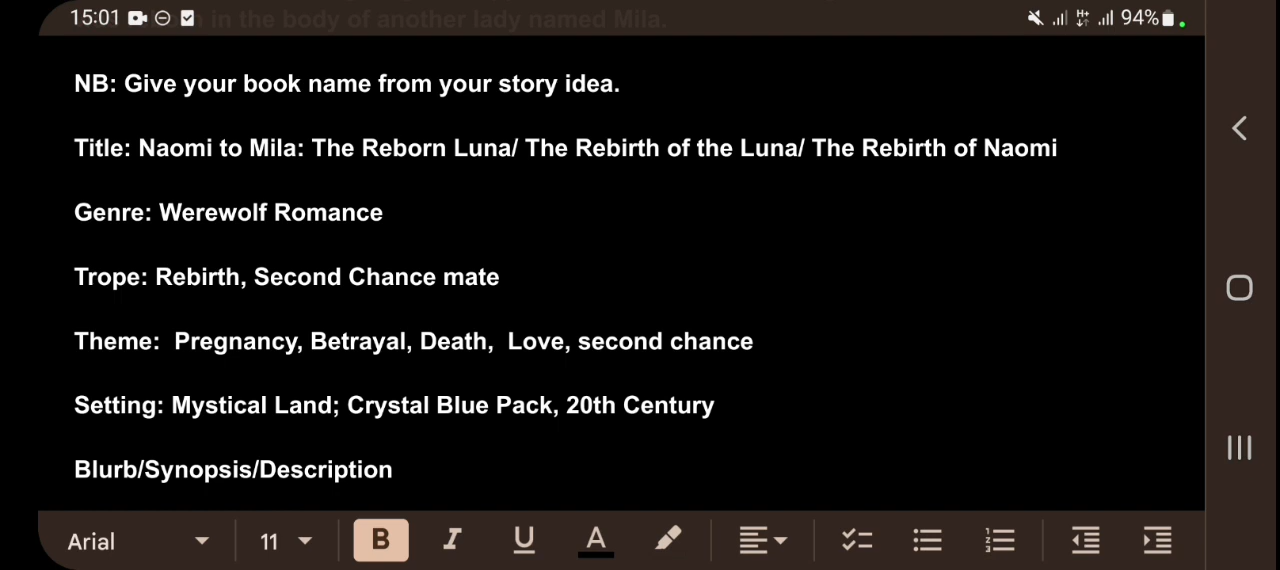 15:01
in the body of another lady named Mila.
H+
94%
NB: Give your book name from your story idea.
Title: Naomi to Mila: The Reborn Luna/ The Rebirth of the Luna/ The Rebirth of Naomi
Genre: Werewolf Romance
Trope: Rebirth, Second Chance mate
Theme:  Pregnancy, Betrayal, Death,  Love, second chance
Setting: Mystical Land; Crystal Blue Pack, 20th Century
Blurb/Synopsis/Description
Arial 11 B I U A